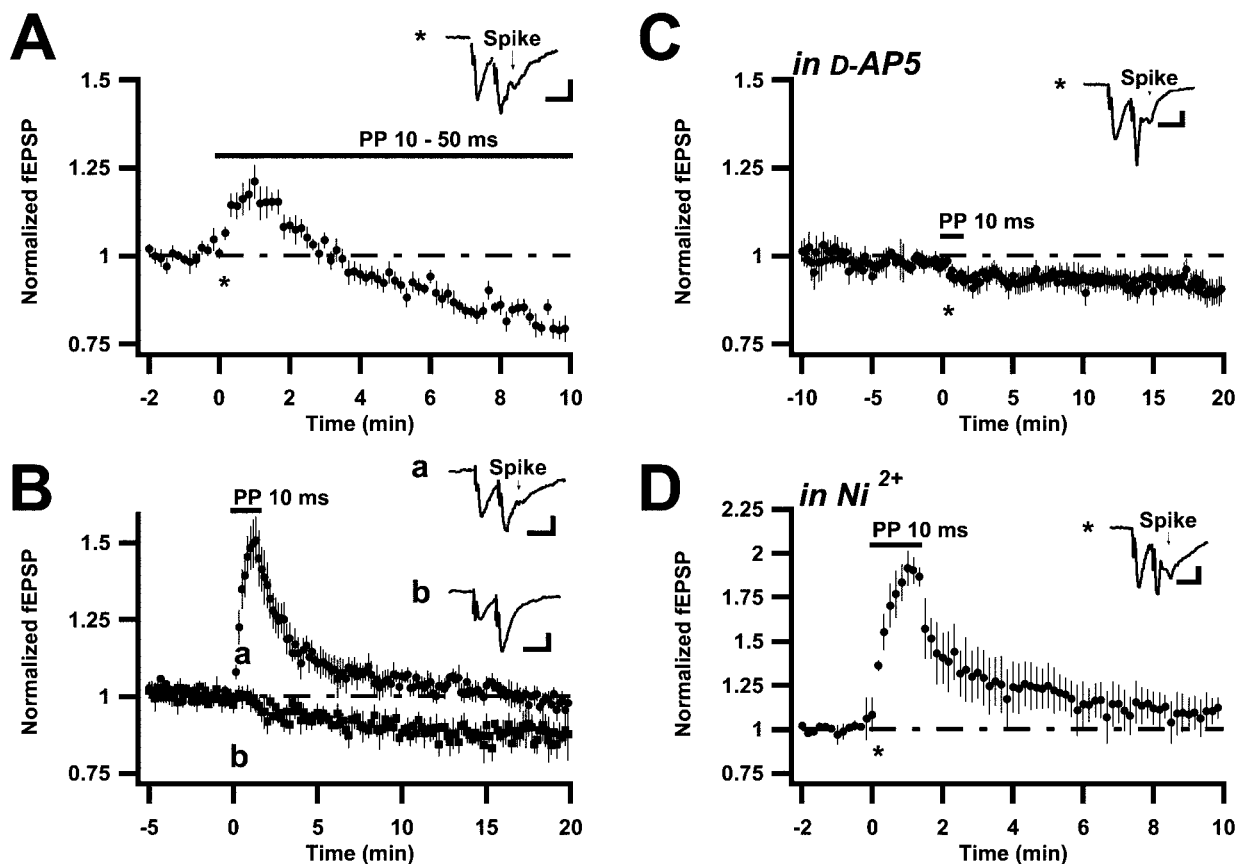 A
* Spike
1.5
PP 10 - 50 ms
1.25
1
0.75
*
Normalized fEPSP
-2 0 2 4 6 8 10
Time (min)
B
a Spike
PP 10 ms
b
1.5
1.25
1
0.75
a
b
Normalized fEPSP
-5 0 5 10 15 20
Time (min)
C
in D-AP5
* Spike
1.5
1.25
PP 10 ms
1
0.75
*
Normalized fEPSP
-10 -5 0 5 10 15 20
Time (min)
D
in Ni 2+
* Spike
PP 10 ms
2.25
2
1.75
1.5
1.25
1
0.75
*
Normalized fEPSP
-2 0 2 4 6 8 10
Time (min)